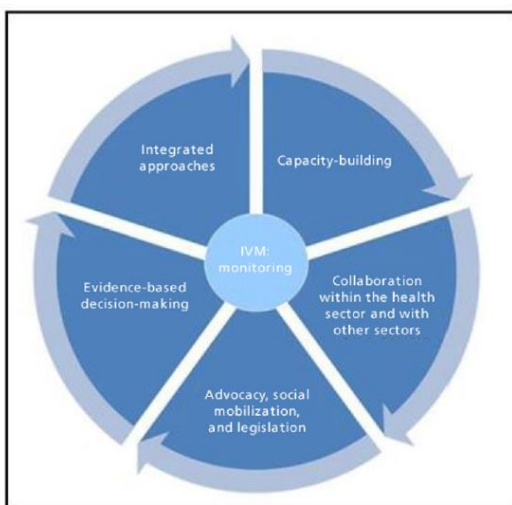 Integrated
approaches
Capacity-building
IVM:
monitoring
Evidence-based
decision-making
Collaboration
within the health
sector and with
other sectors
Advocacy, social
mobilization,
and legislation